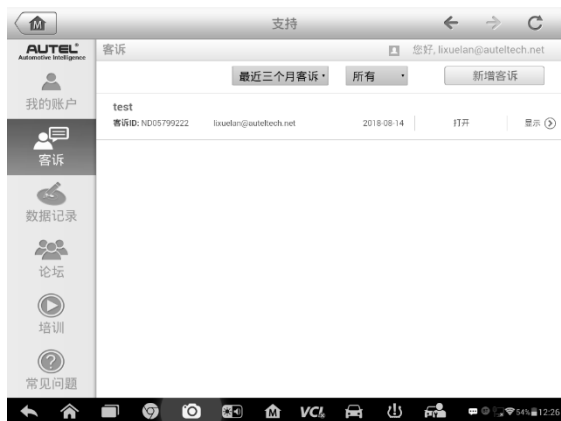 支持
AUTEL
Automotive Intelligence
客诉
您好, lixuelan@auteltech.net
最近三个月客诉
所有
新增客诉
我的账户
test
客诉ID: ND05799222
lixuelan@auteltech.net
2018-08-14
打开
显示
客诉
数据记录
论坛
培训
常见问题
VCI
54%
12:26